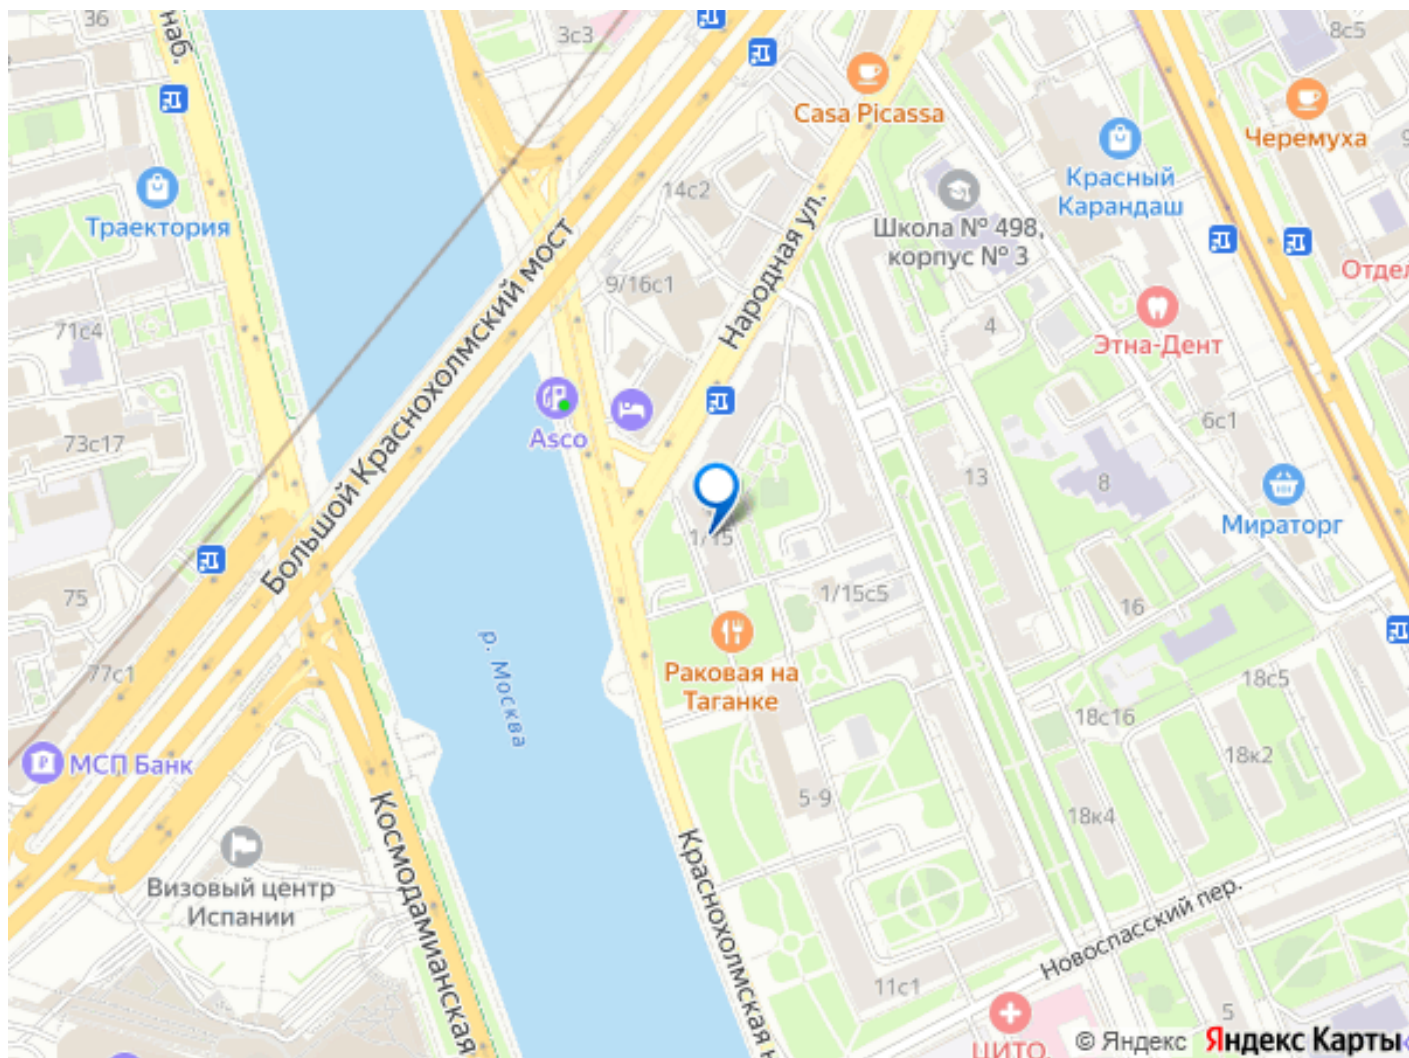 36
наб.
3с3
8с5
Casa Picassa
Черемуха
Красный
Карандаш
14с2
Траектория
Школа № 498,
корпус № 3
Большой Краснохолмский мост
Народная ул.
9/16с1
71с4
4
Этна-Дент
Asco
73с17
6с1
13
8
Мираторг
1/15
75
1/15с5
16
77с1
р. Москва
Раковая на
Таганке
18с5
18с16
МСП Банк
18к2
5-9
18к4
Космодамианская
Краснохолмская
Визовый центр
Испании
Новоспасский пер.
11с1
5
ЦИТО,
© Яндекс Яндекс Карты